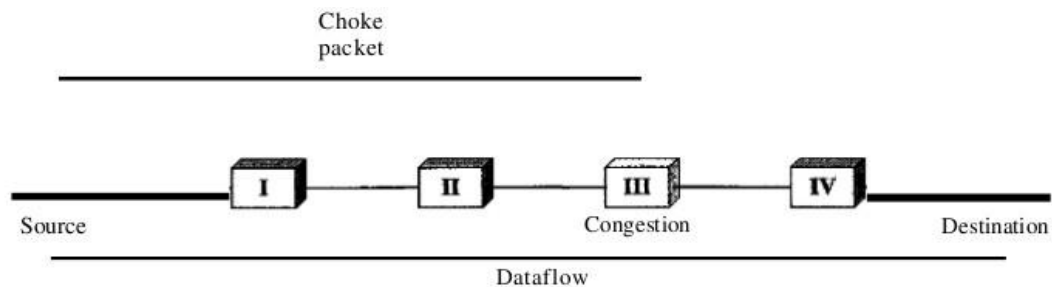 Choke
packet
I II III IV
Source Congestion Destination
Dataflow